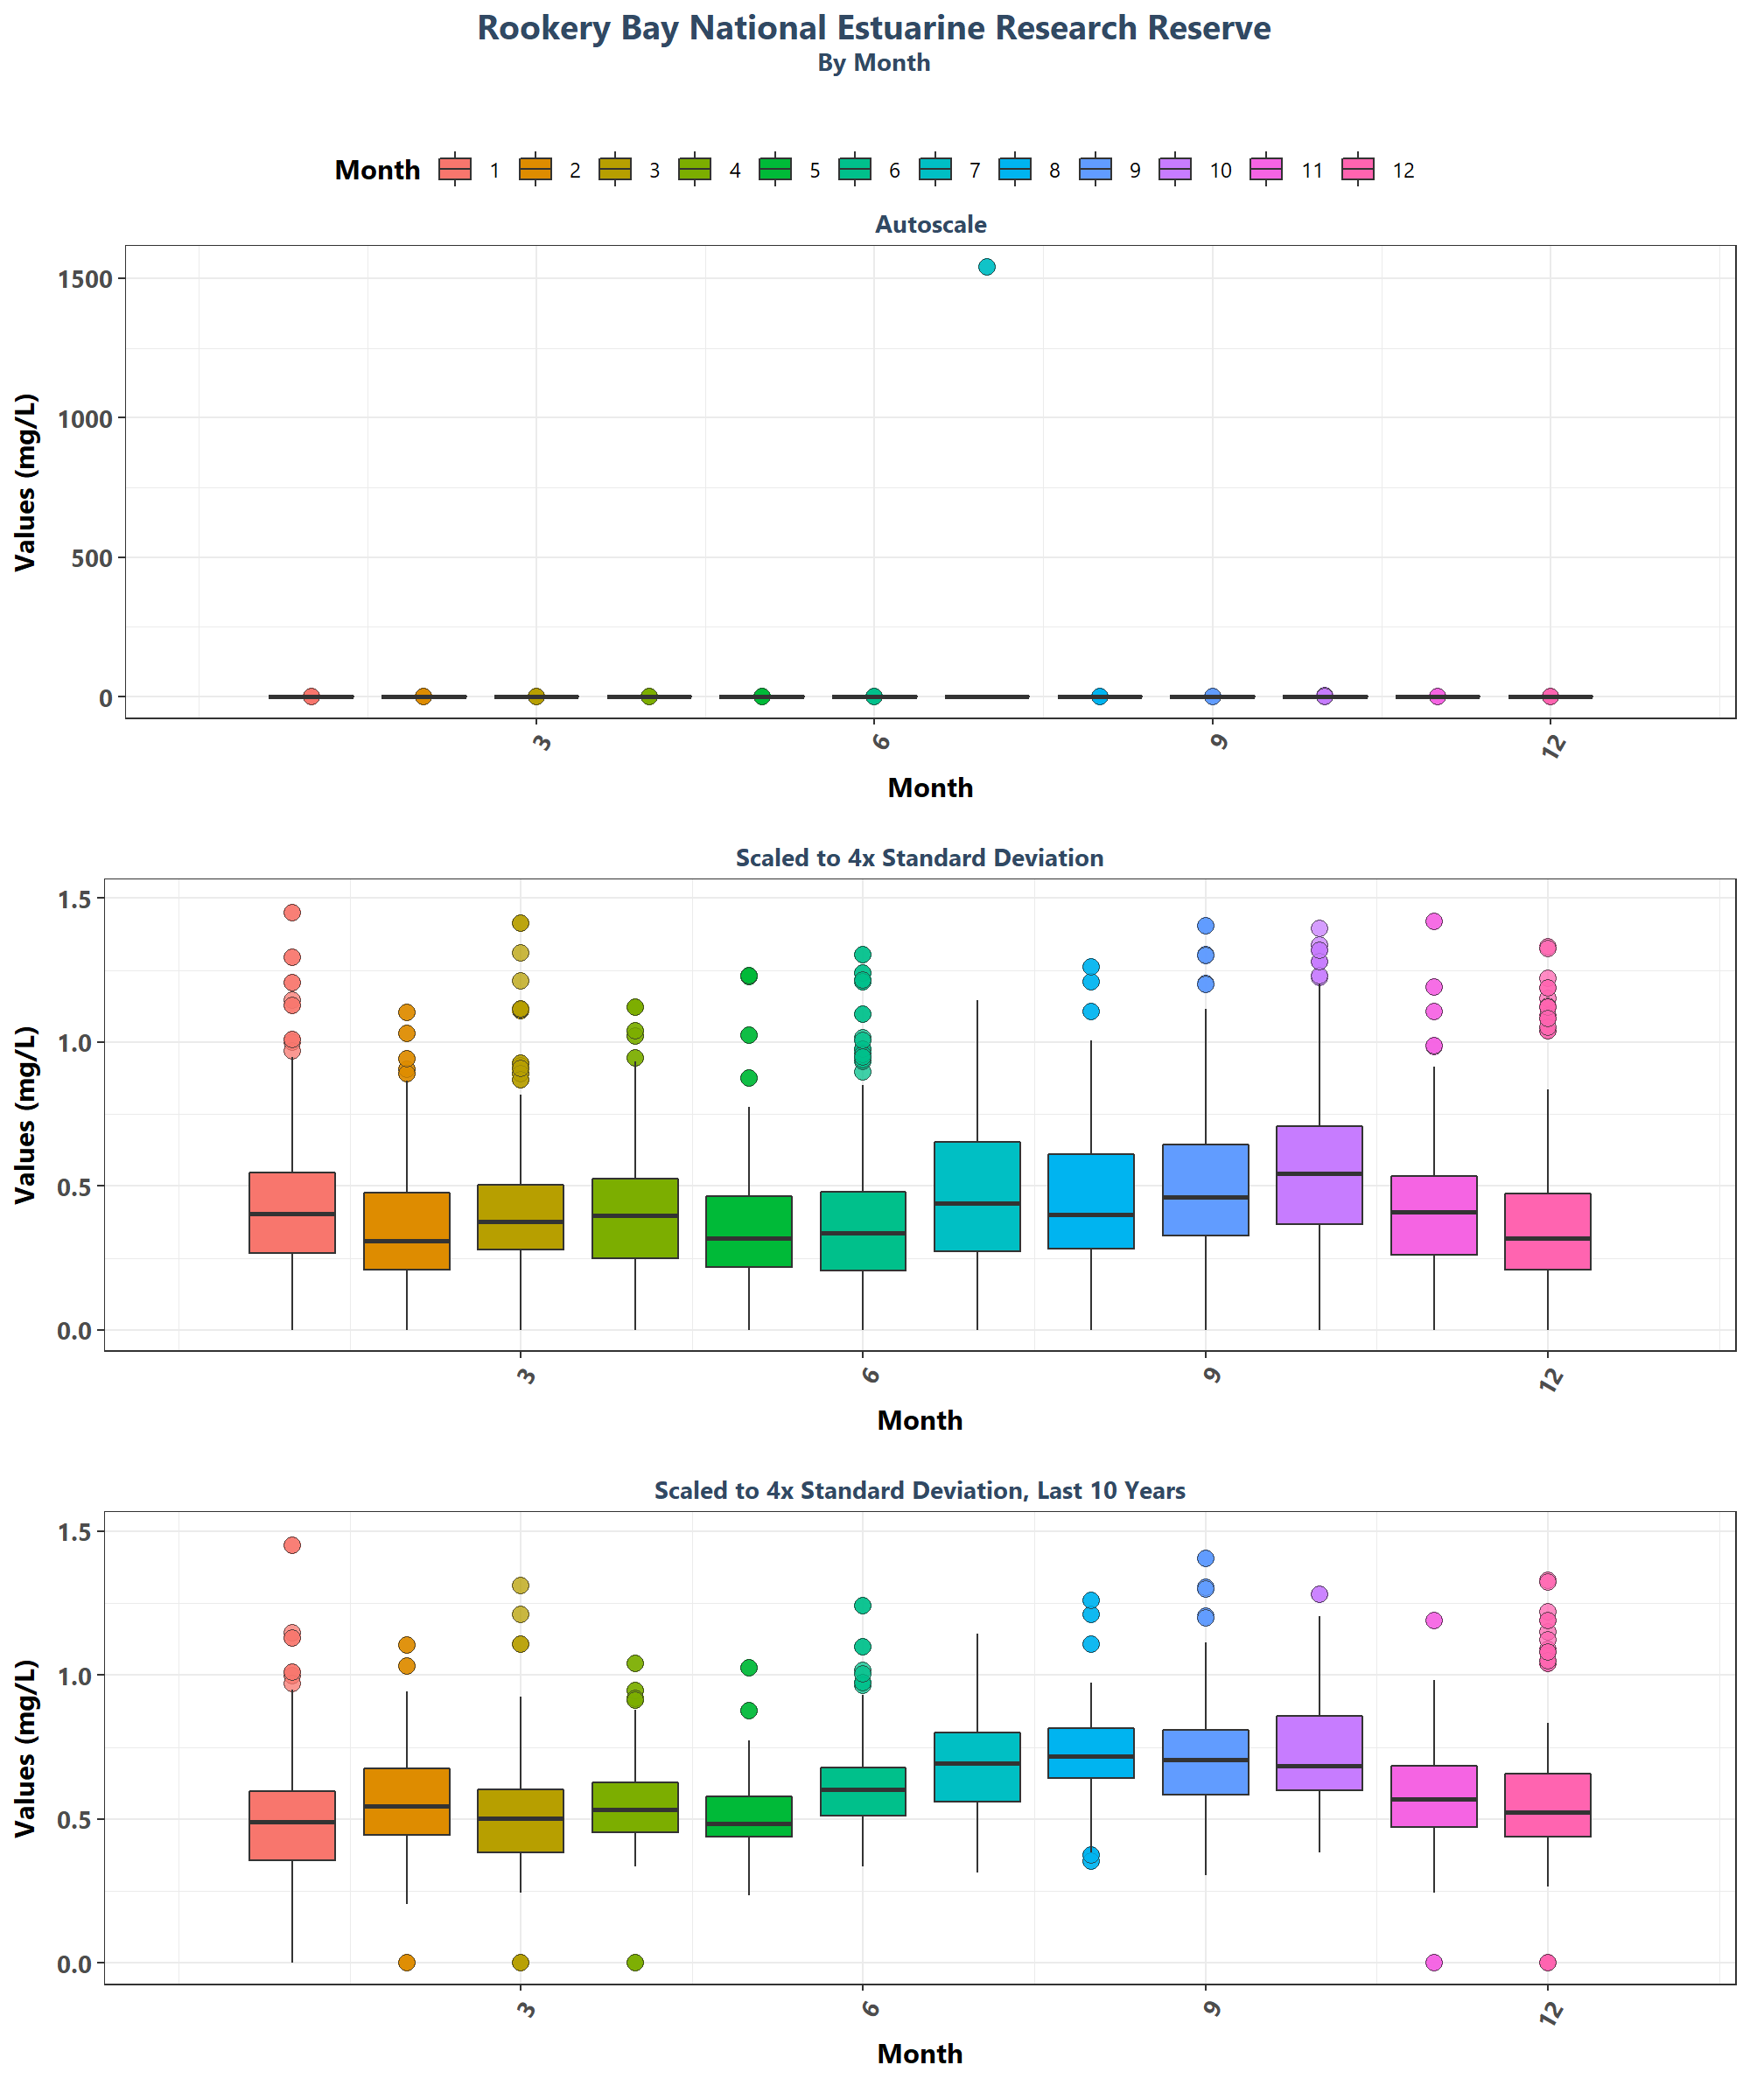 Rookery Bay National Estuarine Research Reserve
By Month
Month 1 2 3 4 5 6 7 8 9 10 11 12
Autoscale
Values (mg/L)
1500
1000
500
0
3 6 9 12
Month
Scaled to 4x Standard Deviation
Values (mg/L)
1.5
1.0
0.5
0.0
3 6 9 12
Month
Scaled to 4x Standard Deviation, Last 10 Years
Values (mg/L)
1.5
1.0
0.5
0.0
3 6 9 12
Month